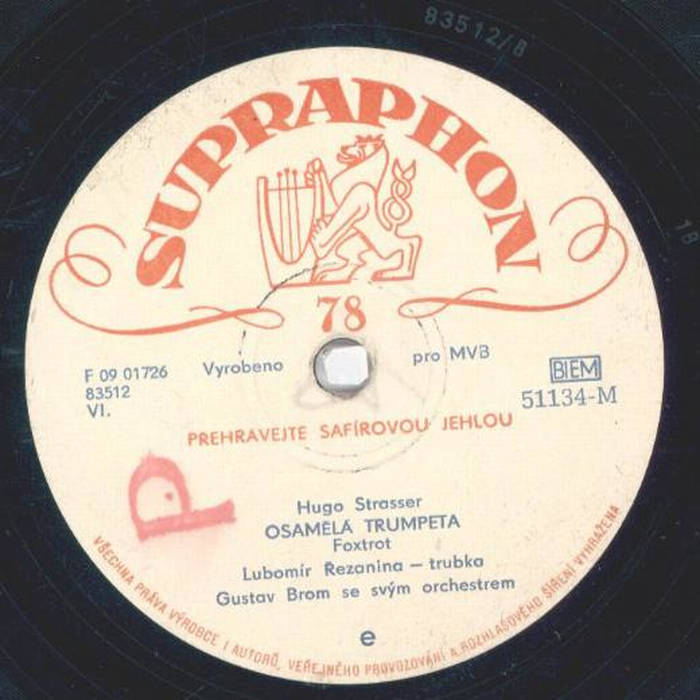 83512/8
SUPRAPHON
78
F 09 01726
83512
VI.
Vyrobeno pro MVB
BIEM
51134-M
PREHRAVEJTE SAFÍROVOU JEHLOU
P
Hugo Strasser
OSAMĚLÁ TRUMPETA
Foxtrot
Lubomír Řezanina – trubka
Gustav Brom se svým orchestrem
e
VŠECHNA PRÁVA VÝROBCE I AUTORŮ, VEŘEJNÉHO PROVOZOVÁNÍ A ROZHLASOVÉHO ŠÍŘENÍ VYHRAŽENA